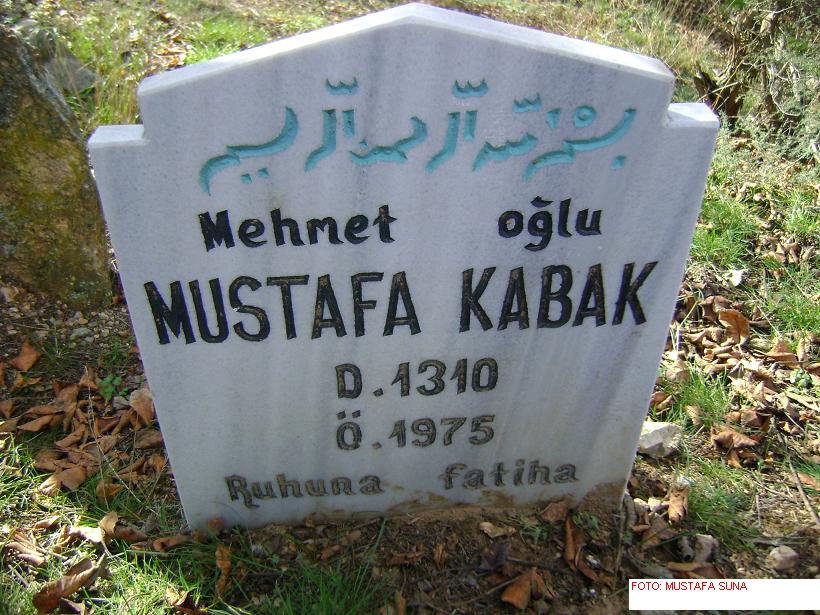 بسم الله الرحمن الرحيم
Mehmet oğlu
MUSTAFA KABAK
D.1310
Ö.1975
Ruhuna fatiha
FOTO: MUSTAFA SUNA